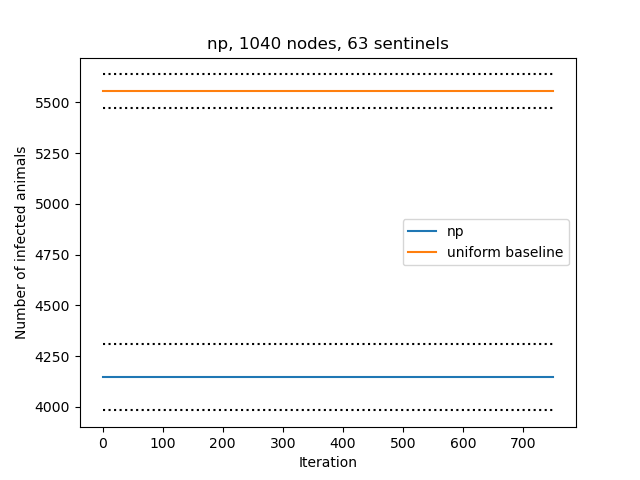 np, 1040 nodes, 63 sentinels
Number of infected animals
5500
5250
5000
4750
4500
4250
4000
np
uniform baseline
0 100 200 300 400 500 600 700
Iteration